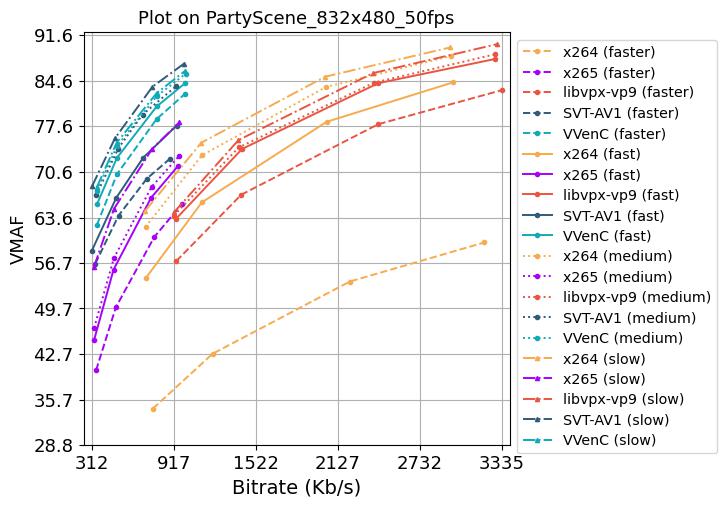 Plot on PartyScene_832x480_50fps
91.6
84.6
77.6
70.6
63.6
56.7
49.7
42.7
35.7
28.8
VMAF
312 917 1522 2127 2732 3335
Bitrate (Kb/s)
x264 (faster)
x265 (faster)
libvpx-vp9 (faster)
SVT-AV1 (faster)
VVenC (faster)
x264 (fast)
x265 (fast)
libvpx-vp9 (fast)
SVT-AV1 (fast)
VVenC (fast)
x264 (medium)
x265 (medium)
libvpx-vp9 (medium)
SVT-AV1 (medium)
VVenC (medium)
x264 (slow)
x265 (slow)
libvpx-vp9 (slow)
SVT-AV1 (slow)
VVenC (slow)